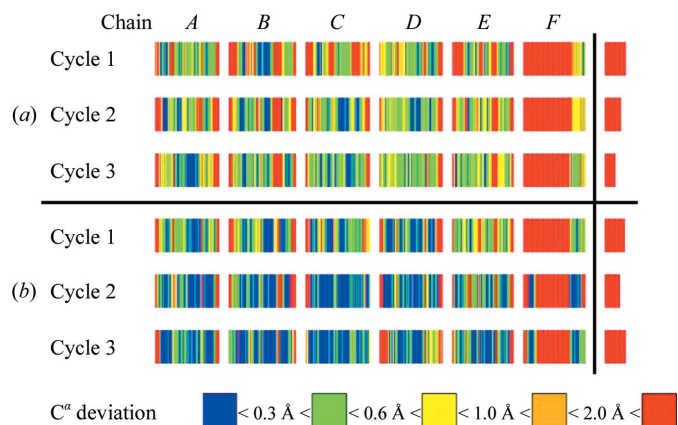 Chain A B C D E F
Cycle 1
(a) Cycle 2
Cycle 3
Cycle 1
(b) Cycle 2
Cycle 3
Cᵅ deviation < 0.3 Å < < 0.6 Å < < 1.0 Å < < 2.0 Å <